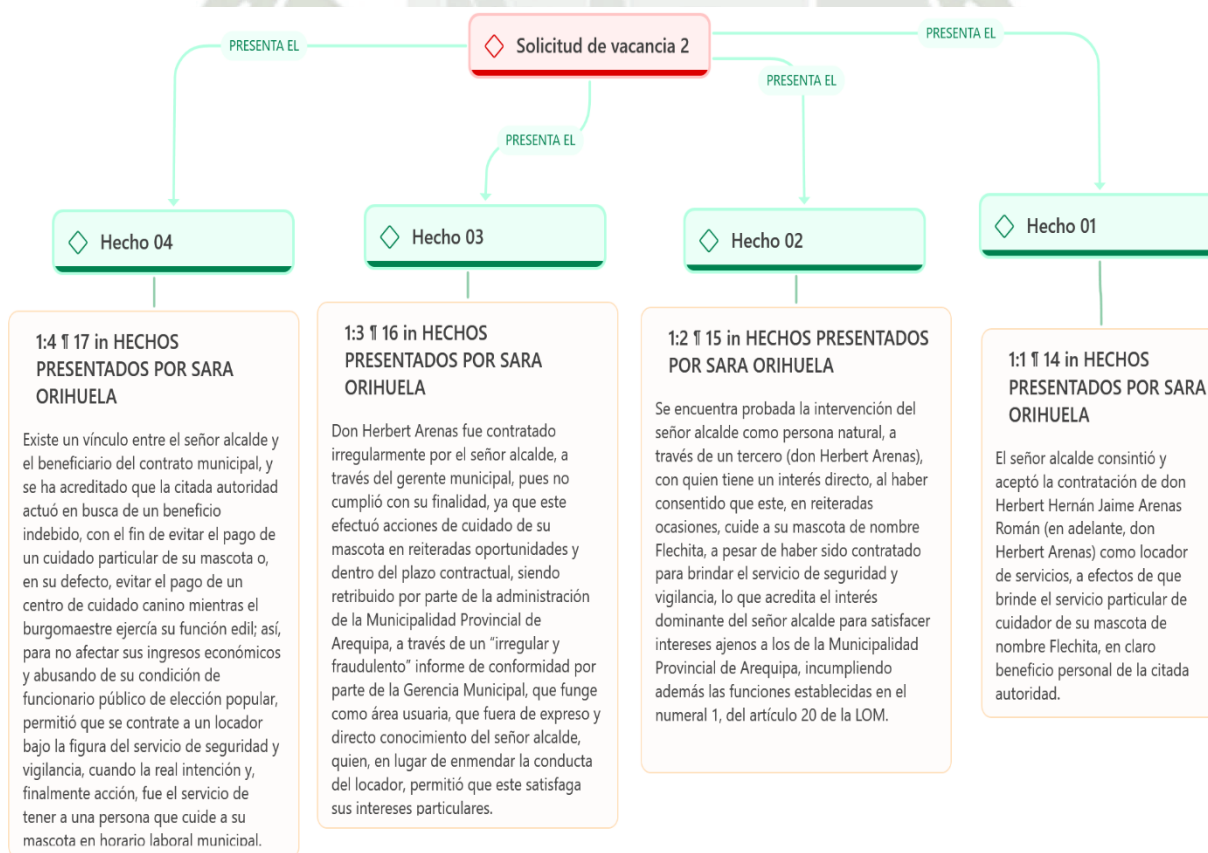 Solicitud de vacancia 2
PRESENTA EL
PRESENTA EL
PRESENTA EL
PRESENTA EL
Hecho 04
1:4 ¶ 17 in HECHOS
PRESENTADOS POR SARA
ORIHUELA
Existe un vínculo entre el señor alcalde y
el beneficiario del contrato municipal, y
se ha acreditado que la citada autoridad
actuó en busca de un beneficio
indebido, con el fin de evitar el pago de
un cuidado particular de su mascota o,
en su defecto, evitar el pago de un
centro de cuidado canino mientras el
burgomaestre ejercía su función edil; así,
para no afectar sus ingresos económicos
y abusando de su condición de
funcionario público de elección popular,
permitió que se contrate a un locador
bajo la figura del servicio de seguridad y
vigilancia, cuando la real intención y,
finalmente acción, fue el servicio de
tener a una persona que cuide a su
mascota en horario laboral municipal.
Hecho 03
1:3 ¶ 16 in HECHOS
PRESENTADOS POR SARA
ORIHUELA
Don Herbert Arenas fue contratado
irregularmente por el señor alcalde, a
través del gerente municipal, pues no
cumplió con su finalidad, ya que este
efectuó acciones de cuidado de su
mascota en reiteradas oportunidades y
dentro del plazo contractual, siendo
retribuido por parte de la administración
de la Municipalidad Provincial de
Arequipa, a través de un "irregular y
fraudulento" informe de conformidad por
parte de la Gerencia Municipal, que funge
como área usuaria, que fuera de expreso y
directo conocimiento del señor alcalde,
quien, en lugar de enmendar la conducta
del locador, permitió que este satisfaga
sus intereses particulares.
Hecho 02
1:2 ¶ 15 in HECHOS PRESENTADOS
POR SARA ORIHUELA
Se encuentra probada la intervención del
señor alcalde como persona natural, a
través de un tercero (don Herbert Arenas),
con quien tiene un interés directo, al haber
consentido que este, en reiteradas
ocasiones, cuide a su mascota de nombre
Flechita, a pesar de haber sido contratado
para brindar el servicio de seguridad y
vigilancia, lo que acredita el interés
dominante del señor alcalde para satisfacer
intereses ajenos a los de la Municipalidad
Provincial de Arequipa, incumpliendo
además las funciones establecidas en el
numeral 1, del artículo 20 de la LOM.
Hecho 01
1:1 ¶ 14 in HECHOS
PRESENTADOS POR SARA
ORIHUELA
El señor alcalde consintió y
aceptó la contratación de don
Herbert Hernán Jaime Arenas
Román (en adelante, don
Herbert Arenas) como locador
de servicios, a efectos de que
brinde el servicio particular de
cuidador de su mascota de
nombre Flechita, en claro
beneficio personal de la citada
autoridad.